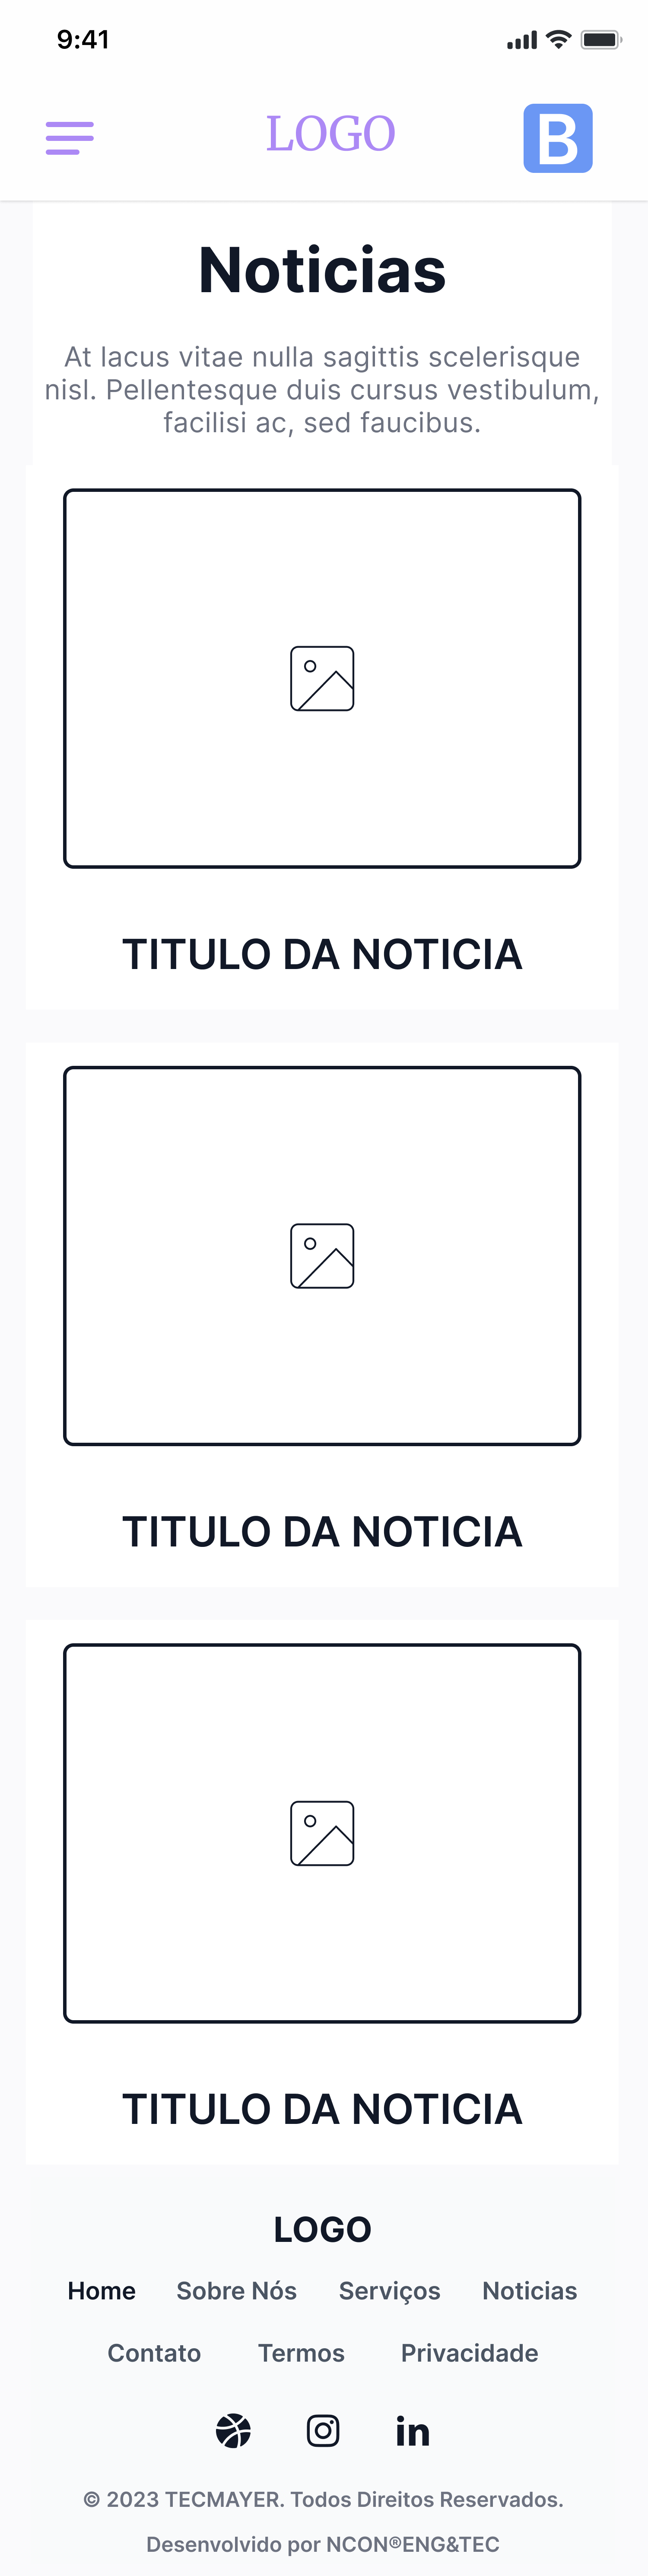 9:41
LOGO
B
Noticias
At lacus vitae nulla sagittis scelerisque
nisl. Pellentesque duis cursus vestibulum,
facilisi ac, sed faucibus.
TITULO DA NOTICIA
TITULO DA NOTICIA
TITULO DA NOTICIA
LOGO
Home Sobre Nós Serviços Noticias
Contato Termos Privacidade
in
© 2023 TECMAYER. Todos Direitos Reservados.
Desenvolvido por NCON®ENG&TEC